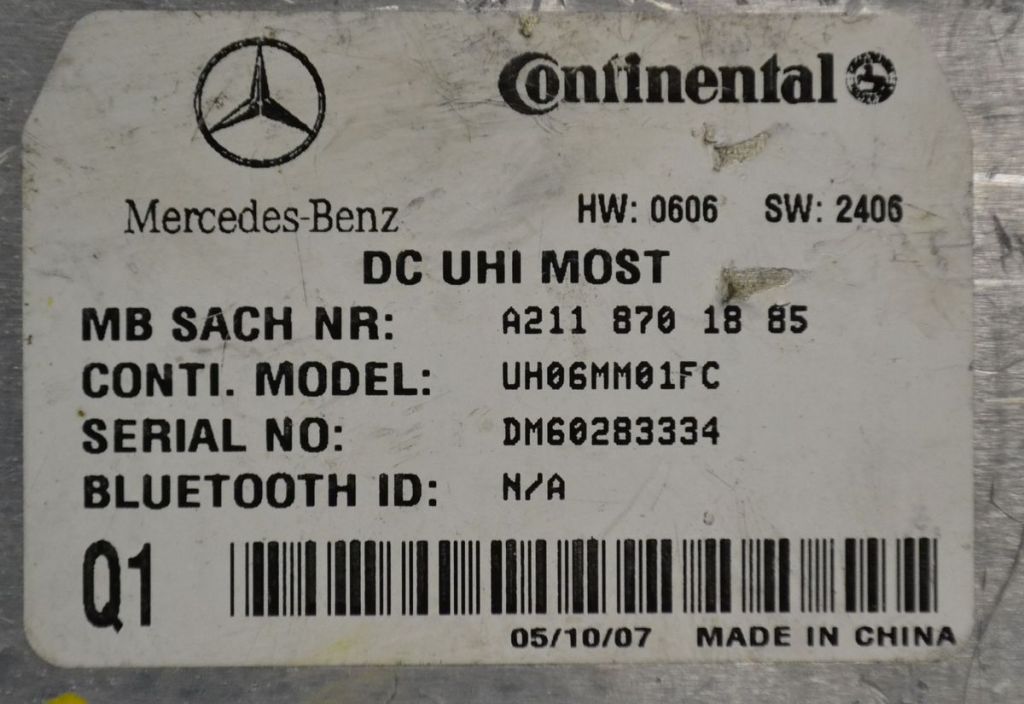 Continental
Mercedes-Benz
HW: 0606 SW: 2406
DC UHI MOST
MB SACH NR: A211 870 18 85
CONTI. MODEL: UH06MM01FC
SERIAL NO: DM60283334
BLUETOOTH ID: N/A
Q1
05/10/07 MADE IN CHINA